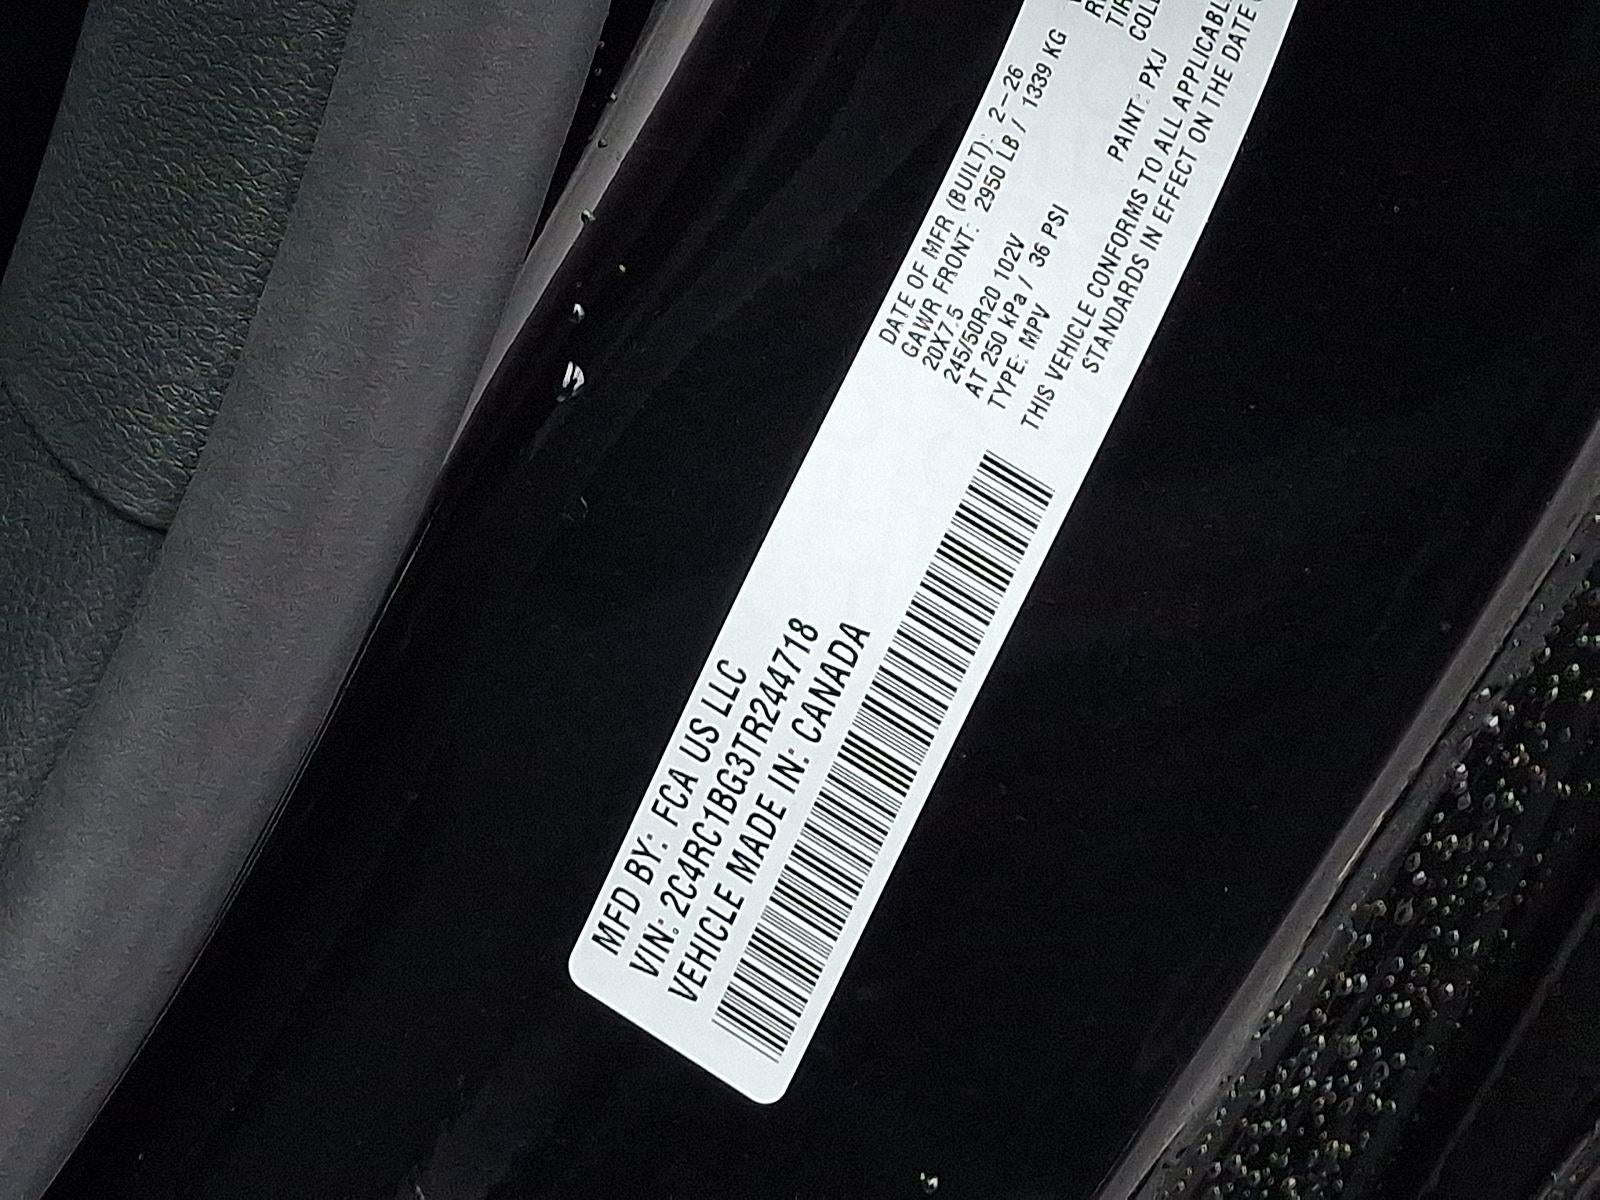 MFD BY: FCA US LLC
VIN: 2C4RC1BG3TR244718
VEHICLE MADE IN: CANADA
DATE OF MFR (BUILT): 2-26
GAWR FRONT: 2950 LB / 1339 KG
20X7.5
245/50R20 102V
AT 250 kPa / 36 PSI
TYPE: MPV PAINT: PXJ
THIS VEHICLE CONFORMS TO ALL
STANDARDS IN EFFECT ON THE DATE